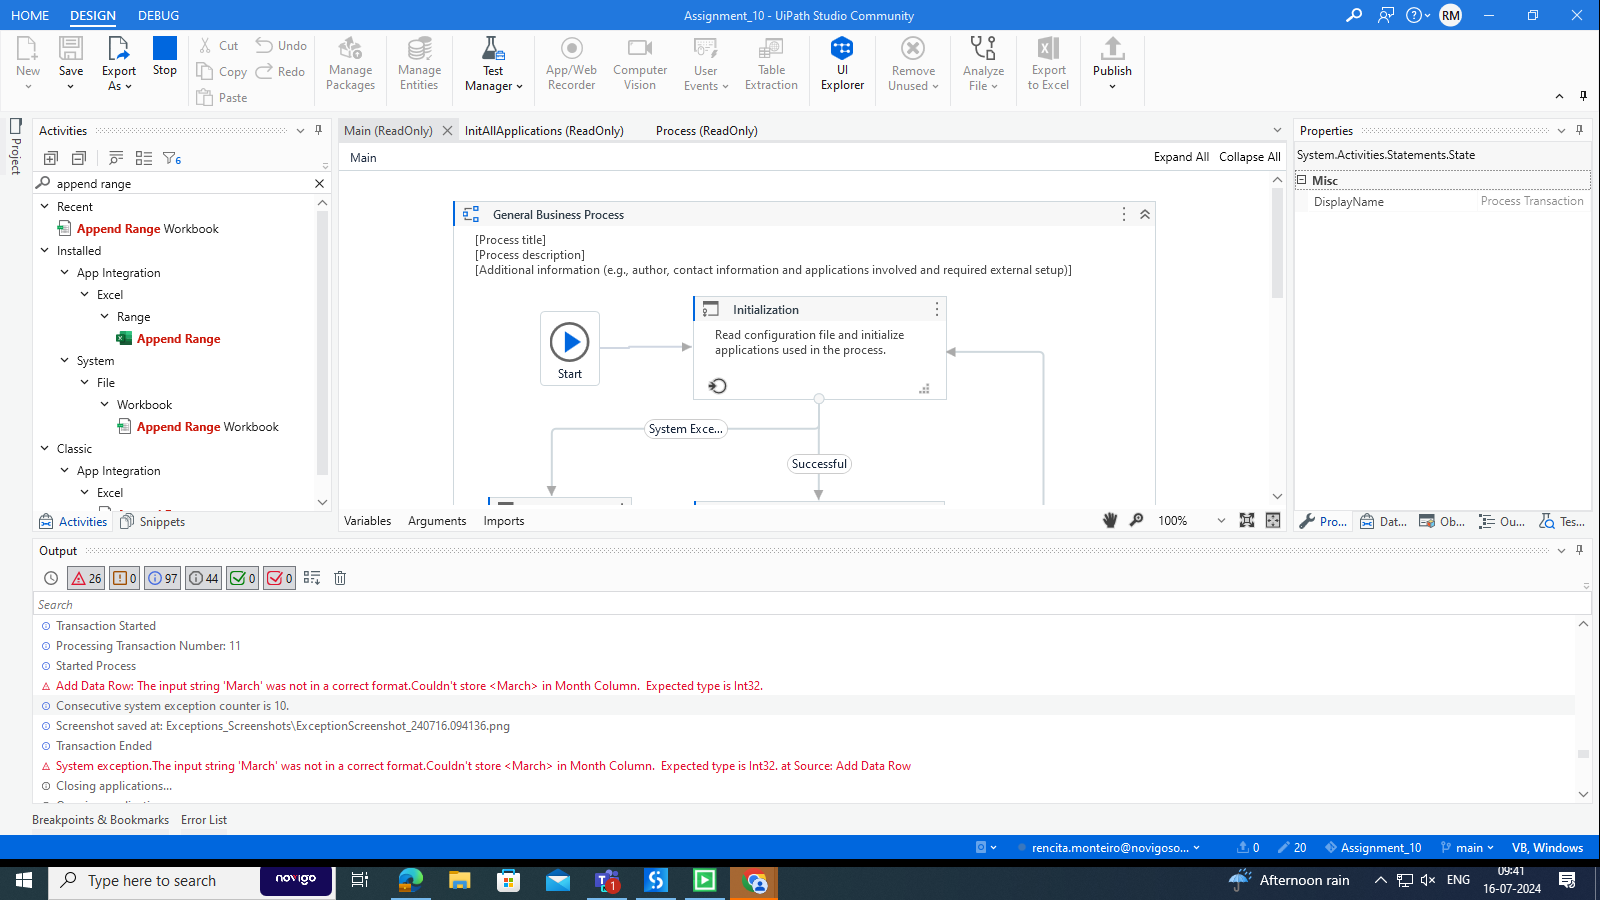 HOME DESIGN DEBUG
Assignment_10 - UiPath Studio Community
RM
New
Save
Export As
Stop
Cut
Copy
Paste
Undo
Redo
Manage Packages
Manage Entities
Test Manager
App/Web Recorder
Computer Vision
User Events
Table Extraction
UI Explorer
Remove Unused
Analyze File
Export to Excel
Publish
Project
Activities
6
append range
Recent
Append Range Workbook
Installed
App Integration
Excel
Range
Append Range
System
File
Workbook
Append Range Workbook
Classic
App Integration
Excel
Activities Snippets
Main (ReadOnly) InitAllApplications (ReadOnly) Process (ReadOnly)
Main
Expand All Collapse All
General Business Process
[Process title]
[Process description]
[Additional information (e.g., author, contact information and applications involved and required external setup)]
Start
Initialization
Read configuration file and initialize
applications used in the process.
System Exce...
Successful
Variables Arguments Imports
100%
Properties
System.Activities.Statements.State
Misc
DisplayName Process Transaction
Pro... Dat... Ob... Ou... Tes...
Output
26 0 97 44 0 0
Search
Transaction Started
Processing Transaction Number: 11
Started Process
Add Data Row: The input string 'March' was not in a correct format.Couldn't store <March> in Month Column.  Expected type is Int32.
Consecutive system exception counter is 10.
Screenshot saved at: Exceptions_Screenshots\ExceptionScreenshot_240716.094136.png
Transaction Ended
System exception.The input string 'March' was not in a correct format.Couldn't store <March> in Month Column.  Expected type is Int32. at Source: Add Data Row
Closing applications...
Breakpoints & Bookmarks Error List
rencita.monteiro@novigoso... 0 20 Assignment_10 main VB, Windows
Type here to search
novigo
1
Afternoon rain
ENG
09:41
16-07-2024